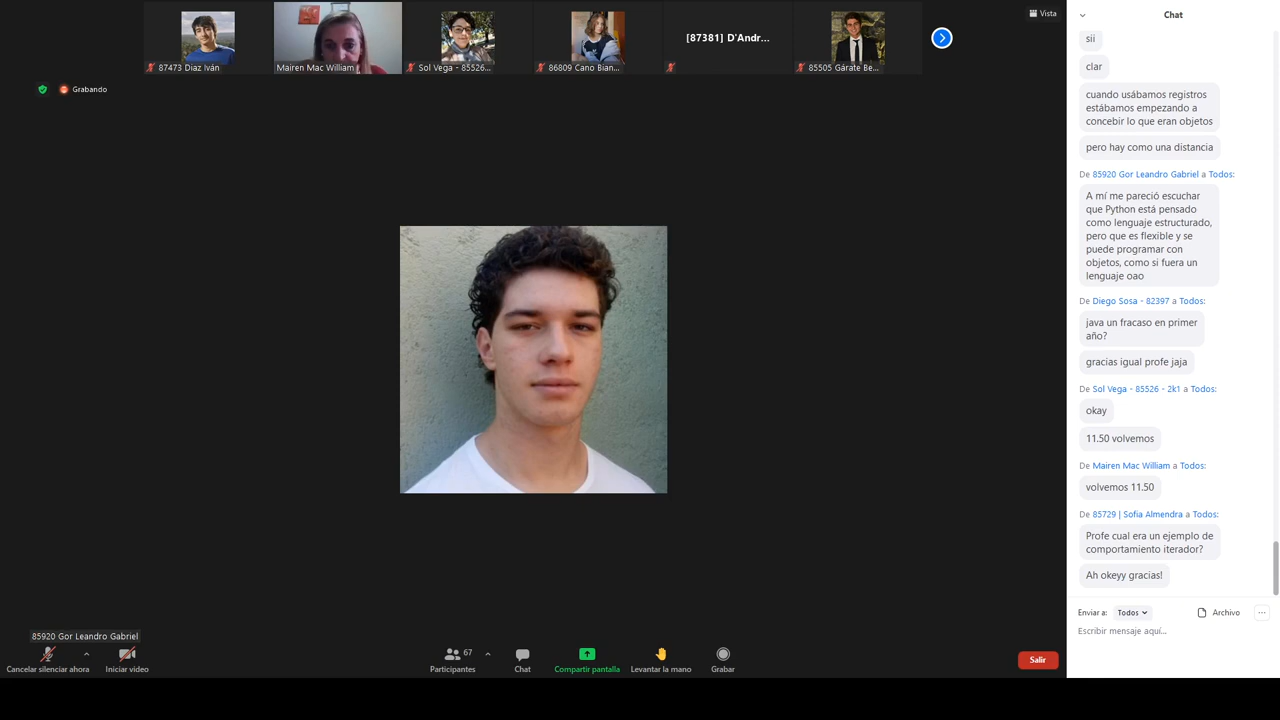 Vista
87473 Diaz Iván
Mairen Mac William
Sol Vega - 85526...
86809 Cano Bian...
[87381] D'Andr...
85505 Gárate Be...
Grabando
85920 Gor Leandro Gabriel
Cancelar silenciar ahora
Iniciar video
Participantes
67
Chat
Compartir pantalla
Levantar la mano
Grabar
Salir
Chat
sii
clar
cuando usábamos registros
estábamos empezando a
concebir lo que eran objetos
pero hay como una distancia
De 85920 Gor Leandro Gabriel a Todos:
A mí me pareció escuchar
que Python está pensado
como lenguaje estructurado,
pero que es flexible y se
puede programar con
objetos, como si fuera un
lenguaje oao
De Diego Sosa - 82397 a Todos:
java un fracaso en primer
año?
gracias igual profe jaja
De Sol Vega - 85526 - 2k1 a Todos:
okay
11.50 volvemos
De Mairen Mac William a Todos:
volvemos 11.50
De 85729 | Sofia Almendra a Todos:
Profe cual era un ejemplo de
comportamiento iterador?
Ah okeyy gracias!
Enviar a: Todos
Archivo
Escribir mensaje aquí...